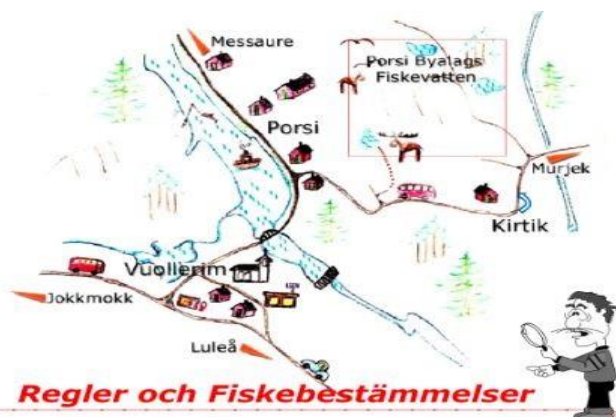 Messaure
Porsi Byalags
Fiskevatten
Porsi
Murjek
Kirtik
Vuollerim
Jokkmokk
Luleå
Regler och Fiskebestämmelser